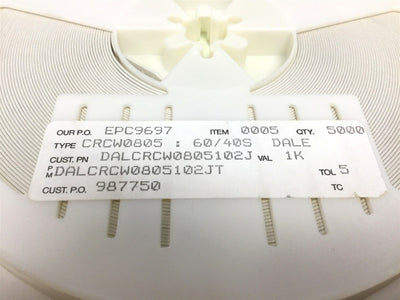 OUR P.O. EPC9697 ITEM 0005 QTY. 5000
TYPE CRCW0805 : 60/40S DALE
CUST. PN DALCRCW0805102J VAL 1K
PM DALCRCW0805102JT TOL 5
CUST. P.O. 987750 TC